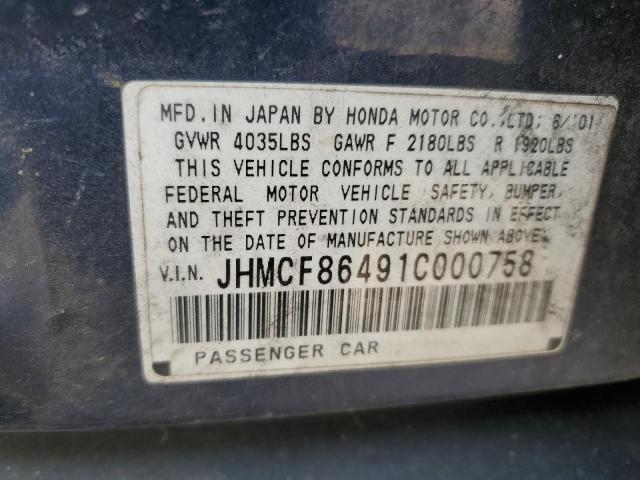 MFD. IN JAPAN BY HONDA MOTOR CO., LTD; 6/'01
GVWR 4035LBS GAWR F 2180LBS R 1920LBS
THIS VEHICLE CONFORMS TO ALL APPLICABLE
FEDERAL MOTOR VEHICLE SAFETY, BUMPER,
AND THEFT PREVENTION STANDARDS IN EFFECT
ON THE DATE OF MANUFACTURE SHOWN ABOVE.
V.I.N. JHMCF86491C000758
PASSENGER CAR